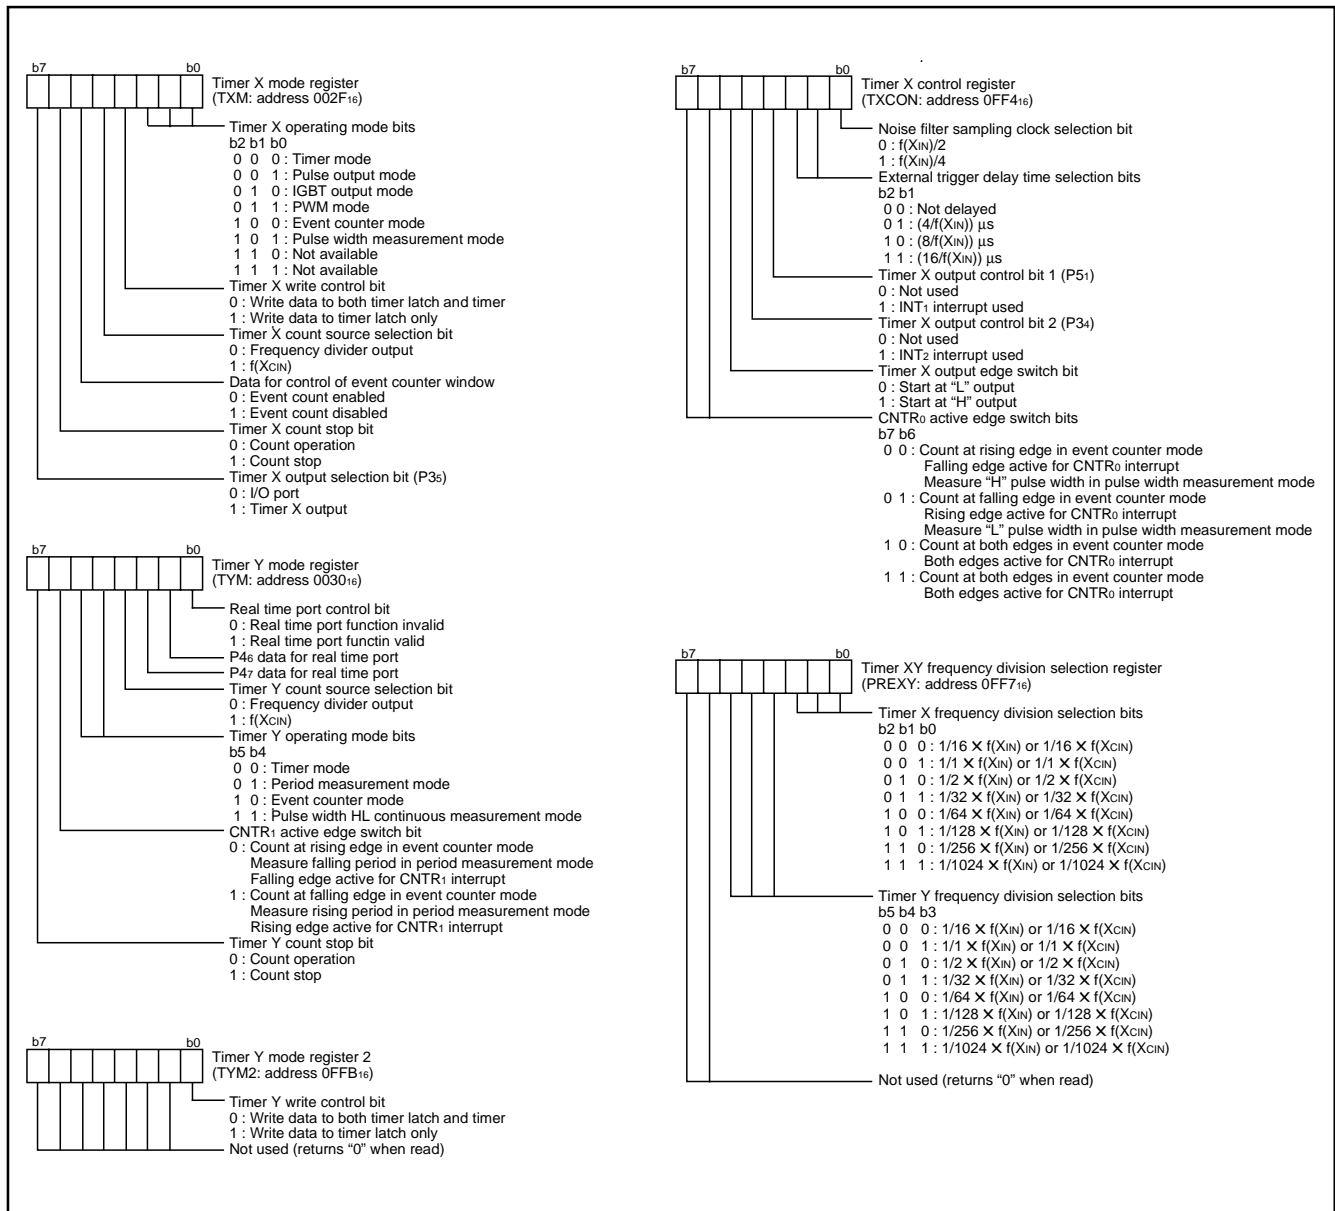 b7 b0
Timer X mode register
(TXM: address 002F16)
Timer X operating mode bits
b2 b1 b0
0 0 0 : Timer mode
0 0 1 : Pulse output mode
0 1 0 : IGBT output mode
0 1 1 : PWM mode
1 0 0 : Event counter mode
1 0 1 : Pulse width measurement mode
1 1 0 : Not available
1 1 1 : Not available
Timer X write control bit
0 : Write data to both timer latch and timer
1 : Write data to timer latch only
Timer X count source selection bit
0 : Frequency divider output
1 : f(XCIN)
Data for control of event counter window
0 : Event count enabled
1 : Event count disabled
Timer X count stop bit
0 : Count operation
1 : Count stop
Timer X output selection bit (P35)
0 : I/O port
1 : Timer X output
b7 b0
Timer Y mode register
(TYM: address 003016)
Real time port control bit
0 : Real time port function invalid
1 : Real time port functin valid
P46 data for real time port
P47 data for real time port
Timer Y count source selection bit
0 : Frequency divider output
1 : f(XCIN)
Timer Y operating mode bits
b5 b4
0 0 : Timer mode
0 1 : Period measurement mode
1 0 : Event counter mode
1 1 : Pulse width HL continuous measurement mode
CNTR1 active edge switch bit
0 : Count at rising edge in event counter mode
Measure falling period in period measurement mode
Falling edge active for CNTR1 interrupt
1 : Count at falling edge in event counter mode
Measure rising period in period measurement mode
Rising edge active for CNTR1 interrupt
Timer Y count stop bit
0 : Count operation
1 : Count stop
b7 b0
Timer Y mode register 2
(TYM2: address 0FFB16)
Timer Y write control bit
0 : Write data to both timer latch and timer
1 : Write data to timer latch only
Not used (returns “0” when read)
b7 b0
Timer X control register
(TXCON: address 0FF416)
Noise filter sampling clock selection bit
0 : f(XIN)/2
1 : f(XIN)/4
External trigger delay time selection bits
b2 b1
0 0 : Not delayed
0 1 : (4/f(XIN)) μs
1 0 : (8/f(XIN)) μs
1 1 : (16/f(XIN)) μs
Timer X output control bit 1 (P51)
0 : Not used
1 : INT1 interrupt used
Timer X output control bit 2 (P34)
0 : Not used
1 : INT2 interrupt used
Timer X output edge switch bit
0 : Start at “L” output
1 : Start at “H” output
CNTR0 active edge switch bits
b7 b6
0 0 : Count at rising edge in event counter mode
Falling edge active for CNTR0 interrupt
Measure “H” pulse width in pulse width measurement mode
0 1 : Count at falling edge in event counter mode
Rising edge active for CNTR0 interrupt
Measure “L” pulse width in pulse width measurement mode
1 0 : Count at both edges in event counter mode
Both edges active for CNTR0 interrupt
1 1 : Count at both edges in event counter mode
Both edges active for CNTR0 interrupt
b7 b0
Timer XY frequency division selection register
(PREXY: address 0FF716)
Timer X frequency division selection bits
b2 b1 b0
0 0 0 : 1/16 × f(XIN) or 1/16 × f(XCIN)
0 0 1 : 1/1 × f(XIN) or 1/1 × f(XCIN)
0 1 0 : 1/2 × f(XIN) or 1/2 × f(XCIN)
0 1 1 : 1/32 × f(XIN) or 1/32 × f(XCIN)
1 0 0 : 1/64 × f(XIN) or 1/64 × f(XCIN)
1 0 1 : 1/128 × f(XIN) or 1/128 × f(XCIN)
1 1 0 : 1/256 × f(XIN) or 1/256 × f(XCIN)
1 1 1 : 1/1024 × f(XIN) or 1/1024 × f(XCIN)
Timer Y frequency division selection bits
b5 b4 b3
0 0 0 : 1/16 × f(XIN) or 1/16 × f(XCIN)
0 0 1 : 1/1 × f(XIN) or 1/1 × f(XCIN)
0 1 0 : 1/2 × f(XIN) or 1/2 × f(XCIN)
0 1 1 : 1/32 × f(XIN) or 1/32 × f(XCIN)
1 0 0 : 1/64 × f(XIN) or 1/64 × f(XCIN)
1 0 1 : 1/128 × f(XIN) or 1/128 × f(XCIN)
1 1 0 : 1/256 × f(XIN) or 1/256 × f(XCIN)
1 1 1 : 1/1024 × f(XIN) or 1/1024 × f(XCIN)
Not used (returns “0” when read)